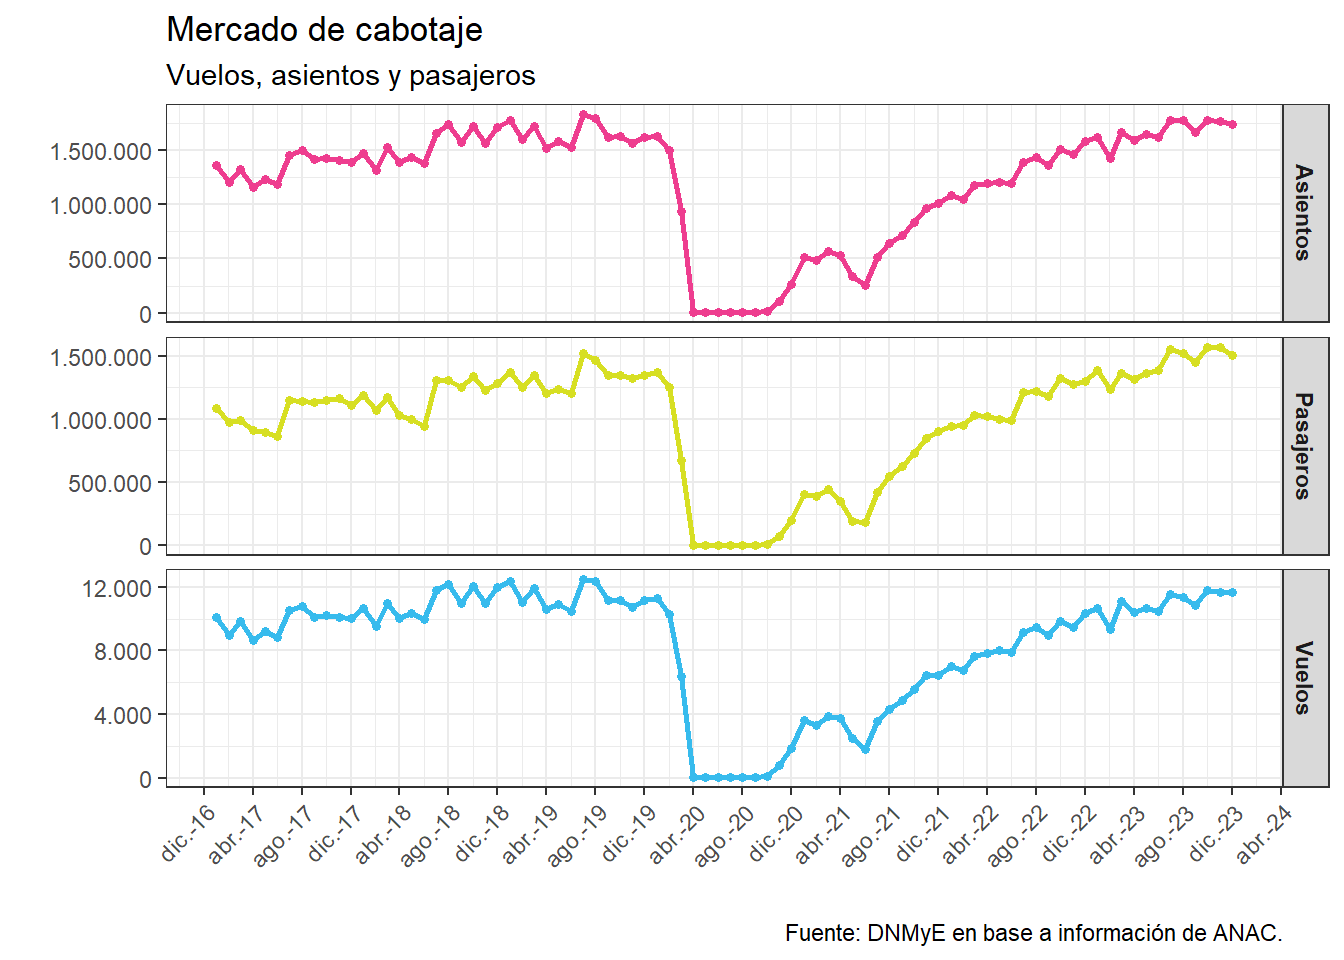 Mercado de cabotaje
Vuelos, asientos y pasajeros
1.500.000
1.000.000
500.000
0
Asientos
1.500.000
1.000.000
500.000
0
Pasajeros
12.000
8.000
4.000
0
Vuelos
dic.-16
abr.-17
ago.-17
dic.-17
abr.-18
ago.-18
dic.-18
abr.-19
ago.-19
dic.-19
abr.-20
ago.-20
dic.-20
abr.-21
ago.-21
dic.-21
abr.-22
ago.-22
dic.-22
abr.-23
ago.-23
dic.-23
abr.-24
Fuente: DNMyE en base a información de ANAC.